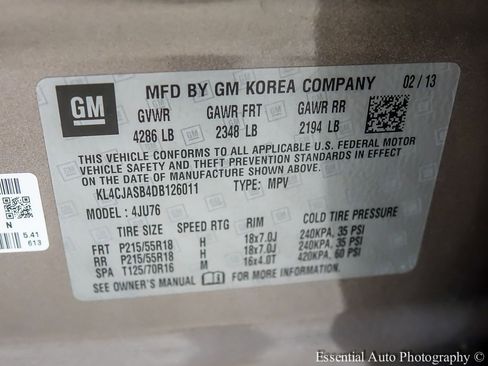 GM
MFD BY GM KOREA COMPANY 02/13
GVWR GAWR FRT GAWR RR
4286 LB 2348 LB 2194 LB
THIS VEHICLE CONFORMS TO ALL APPLICABLE U.S. FEDERAL MOTOR
VEHICLE SAFETY AND THEFT PREVENTION STANDARDS IN EFFECT
ON THE DATE OF MANUFACTURE SHOWN ABOVE.
KL4CJASB4DB126011 TYPE: MPV
MODEL : 4JU76
TIRE SIZE SPEED RTG RIM COLD TIRE PRESSURE
FRT P215/55R18 H 18x7.0J 240KPA, 35 PSI
RR P215/55R18 H 18x7.0J 240KPA, 35 PSI
SPA T125/70R16 M 16x4.0T 420KPA, 60 PSI
SEE OWNER'S MANUAL FOR MORE INFORMATION
N
5.41
613
Essential Auto Photography ©